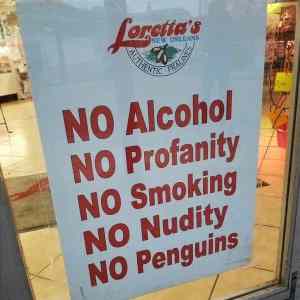 Loretta's
NEW ORLEANS
AUTHENTIC PRALINES
NO Alcohol
NO Profanity
NO Smoking
NO Nudity
NO Penguins